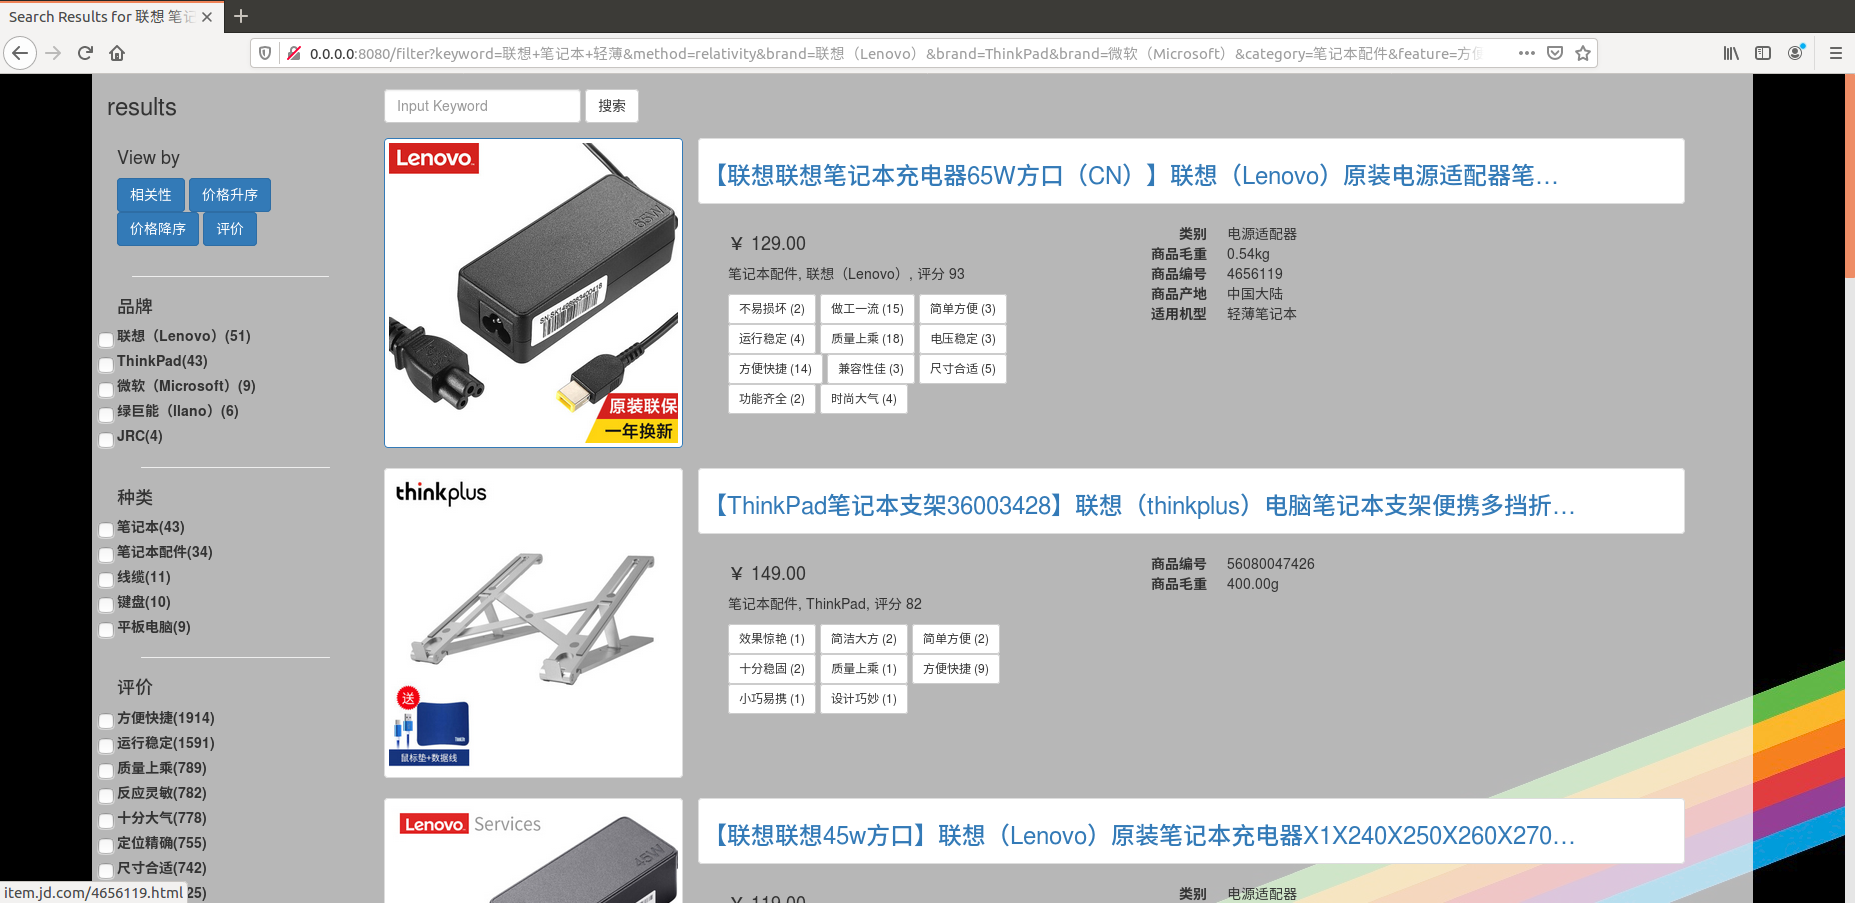 Search Results for 联想 笔记
0.0.0.0:8080/filter?keyword=联想+笔记本+轻薄&method=relativity&brand=联想（Lenovo）&brand=ThinkPad&brand=微软（Microsoft）&category=笔记本配件&feature=方便
results
Input Keyword
搜索
View by
相关性
价格升序
价格降序
评价
品牌
联想（Lenovo）(51)
ThinkPad(43)
微软（Microsoft）(9)
绿巨能（llano）(6)
JRC(4)
种类
笔记本(43)
笔记本配件(34)
线缆(11)
键盘(10)
平板电脑(9)
评价
方便快捷(1914)
运行稳定(1591)
质量上乘(789)
反应灵敏(782)
十分大气(778)
定位精确(755)
尺寸合适(742)
25)
item.jd.com/4656119.html
Lenovo
65W
原装联保
一年换新
【联想联想笔记本充电器65W方口（CN）】联想（Lenovo）原装电源适配器笔...
¥ 129.00
笔记本配件, 联想（Lenovo）, 评分 93
不易损坏 (2)
做工一流 (15)
简单方便 (3)
运行稳定 (4)
质量上乘 (18)
电压稳定 (3)
方便快捷 (14)
兼容性佳 (3)
尺寸合适 (5)
功能齐全 (2)
时尚大气 (4)
类别 电源适配器
商品毛重 0.54kg
商品编号 4656119
商品产地 中国大陆
适用机型 轻薄笔记本
thinkplus
送
鼠标垫+数据线
【ThinkPad笔记本支架36003428】联想（thinkplus）电脑笔记本支架便携多挡折...
¥ 149.00
笔记本配件, ThinkPad, 评分 82
效果惊艳 (1)
简洁大方 (2)
简单方便 (2)
十分稳固 (2)
质量上乘 (1)
方便快捷 (9)
小巧易携 (1)
设计巧妙 (1)
商品编号 56080047426
商品毛重 400.00g
Lenovo Services
45W
【联想联想45w方口】联想（Lenovo）原装笔记本充电器X1X240X250X260X270...
¥ 119.00
类别 电源适配器